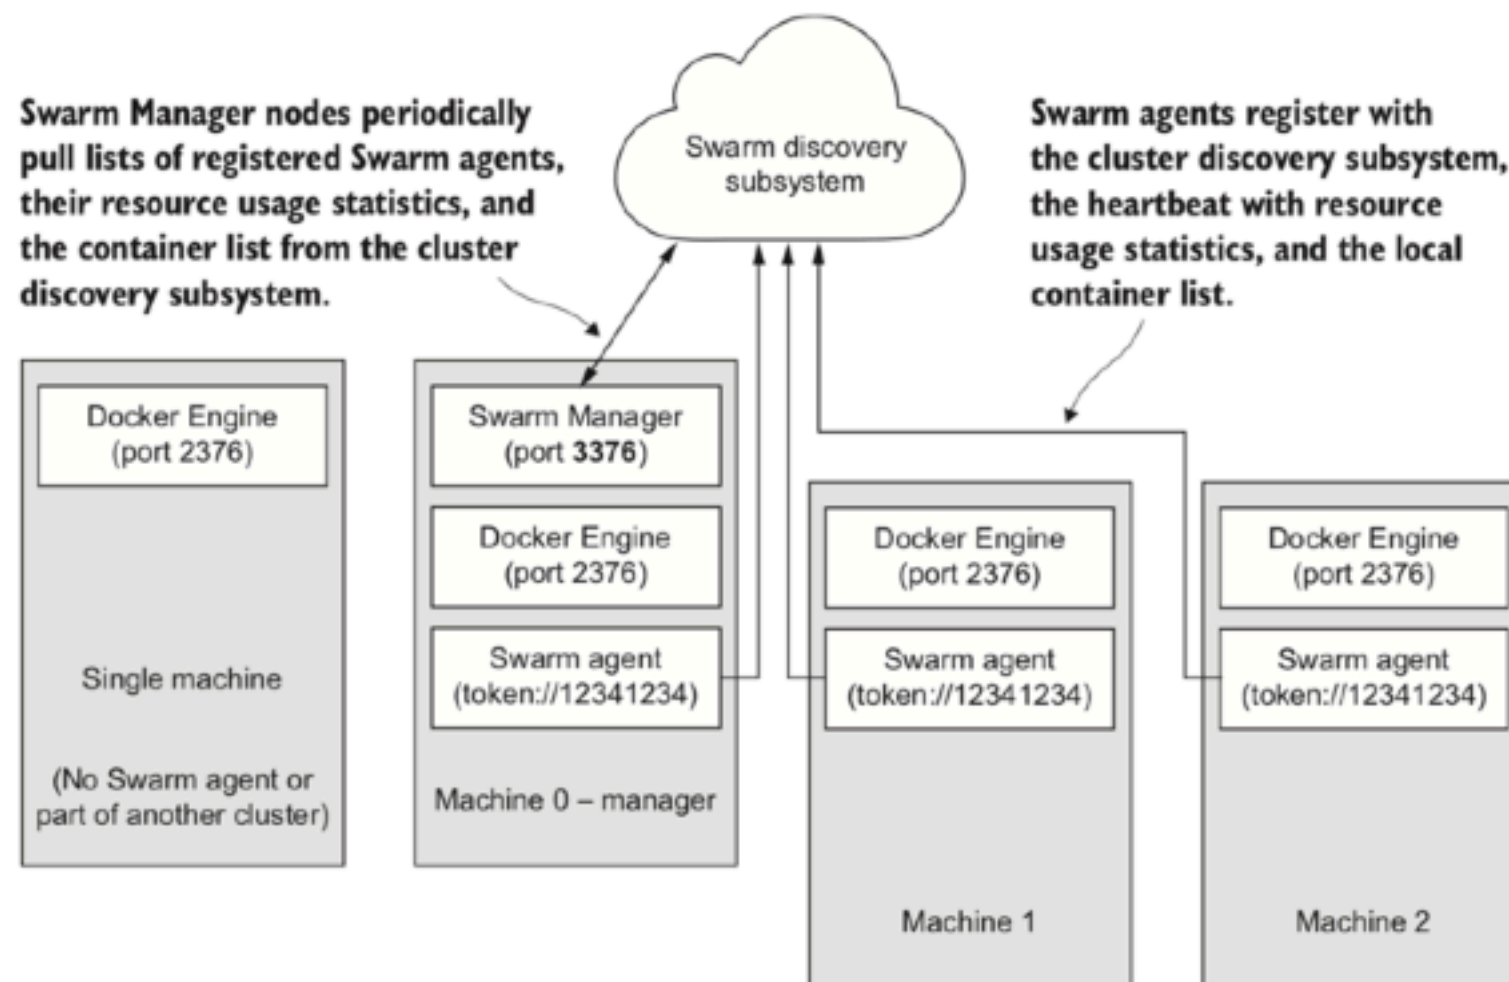 Swarm Manager nodes periodically
pull lists of registered Swarm agents,
their resource usage statistics, and
the container list from the cluster
discovery subsystem.
Swarm discovery
subsystem
Swarm agents register with
the cluster discovery subsystem,
the heartbeat with resource
usage statistics, and the local
container list.
Docker Engine
(port 2376)
Single machine
(No Swarm agent or
part of another cluster)
Swarm Manager
(port 3376)
Docker Engine
(port 2376)
Swarm agent
(token://12341234)
Machine 0 – manager
Docker Engine
(port 2376)
Swarm agent
(token://12341234)
Machine 1
Docker Engine
(port 2376)
Swarm agent
(token://12341234)
Machine 2